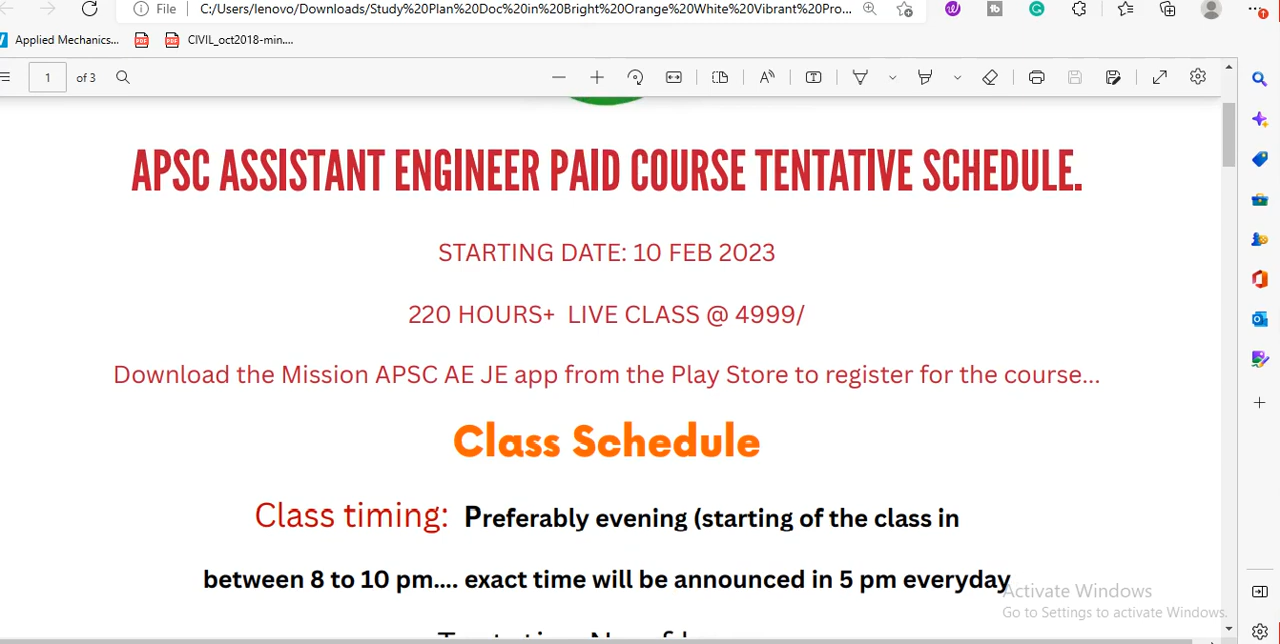 File
C:/Users/lenovo/Downloads/Study%20Plan%20Doc%20in%20Bright%20Orange%20White%20Vibrant%20Pro...
Applied Mechanics...
CIVIL_oct2018-min....
1 of 3
APSC ASSISTANT ENGINEER PAID COURSE TENTATIVE SCHEDULE.
STARTING DATE: 10 FEB 2023
220 HOURS+ LIVE CLASS @ 4999/
Download the Mission APSC AE JE app from the Play Store to register for the course...
Class Schedule
Class timing: Preferably evening (starting of the class in
between 8 to 10 pm.... exact time will be announced in 5 pm everyday
Activate Windows
Go to Settings to activate Windows.